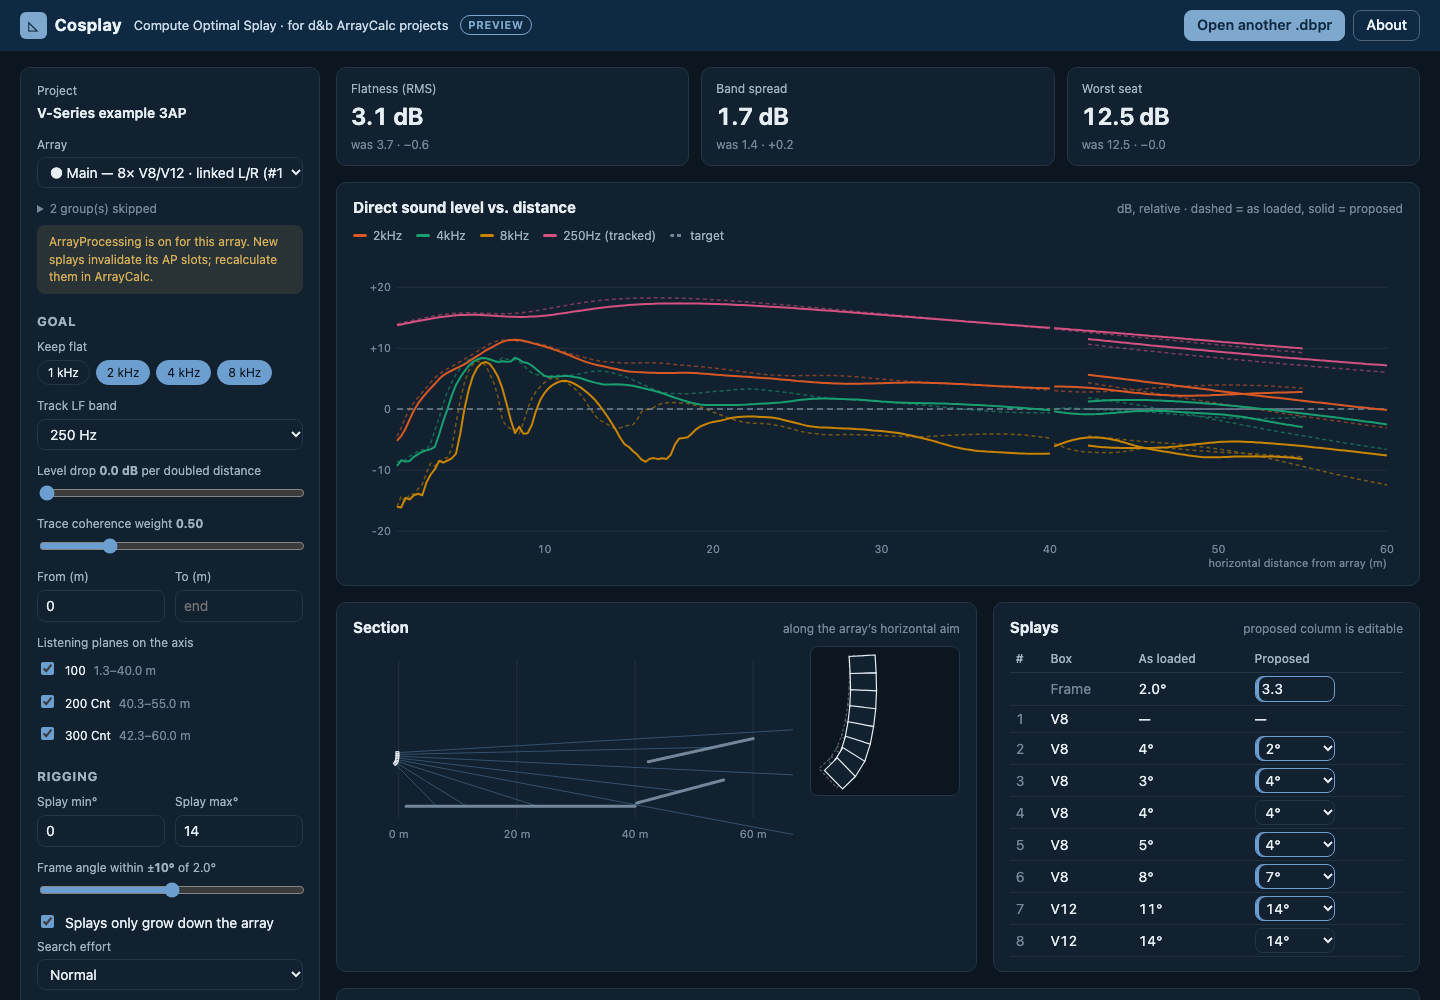 Cosplay Compute Optimal Splay · for d&b ArrayCalc projects PREVIEW Open another .dbpr About
Project
V-Series example 3AP
Array
Main — 8× V8/V12 · linked L/R (#1
2 group(s) skipped
ArrayProcessing is on for this array. New
splays invalidate its AP slots; recalculate
them in ArrayCalc.
GOAL
Keep flat
1 kHz 2 kHz 4 kHz 8 kHz
Track LF band
250 Hz
Level drop 0.0 dB per doubled distance
Trace coherence weight 0.50
From (m) To (m)
0 end
Listening planes on the axis
100 1.3–40.0 m
200 Cnt 40.3–55.0 m
300 Cnt 42.3–60.0 m
RIGGING
Splay min° Splay max°
0 14
Frame angle within ±10° of 2.0°
Splays only grow down the array
Search effort
Normal
Flatness (RMS)
3.1 dB
was 3.7 · −0.6
Band spread
1.7 dB
was 1.4 · +0.2
Worst seat
12.5 dB
was 12.5 · −0.0
Direct sound level vs. distance
dB, relative · dashed = as loaded, solid = proposed
2kHz 4kHz 8kHz 250Hz (tracked) target
+20
+10
0
-10
-20
10 20 30 40 50 60
horizontal distance from array (m)
Section
along the array's horizontal aim
0 m 20 m 40 m 60 m
Splays
proposed column is editable
# Box As loaded Proposed
Frame 2.0° 3.3
1 V8 — —
2 V8 4° 2°
3 V8 3° 4°
4 V8 4° 4°
5 V8 5° 4°
6 V8 8° 7°
7 V12 11° 14°
8 V12 14° 14°